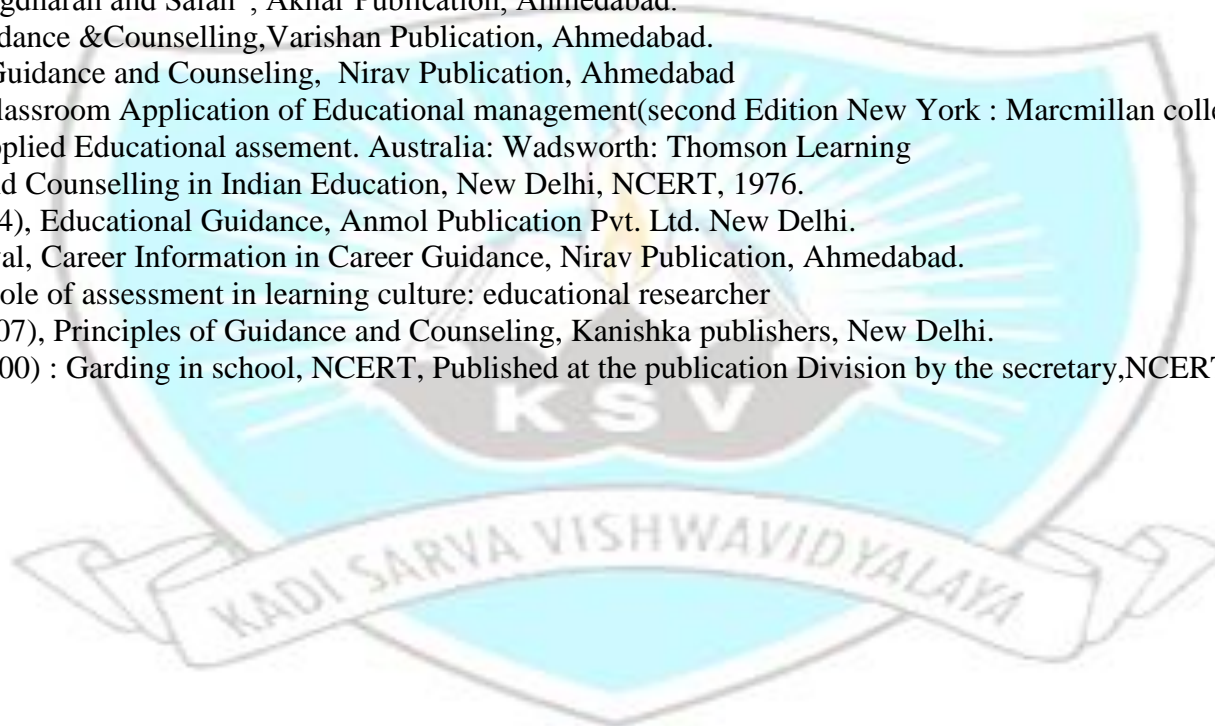 and Safall", Akhar Publication, Ahmedabad.
dance &Counselling,Varishan Publication, Ahmedabad.
Guidance and Counseling, Nirav Publication, Ahmedabad
lassroom Application of Educational management(second Edition New York : Marcmillan colle
plied Educational assement. Australia: Wadsworth: Thomson Learning
d Counselling in Indian Education, New Delhi, NCERT, 1976.
4), Educational Guidance, Anmol Publication Pvt. Ltd. New Delhi.
al, Career Information in Career Guidance, Nirav Publication, Ahmedabad.
ole of assessment in learning culture: educational researcher
07), Principles of Guidance and Counseling, Kanishka publishers, New Delhi.
00) : Garding in school, NCERT, Published at the publication Division by the secretary,NCERT
KSV
KADI SARVA VISHWAVIDYALAYA